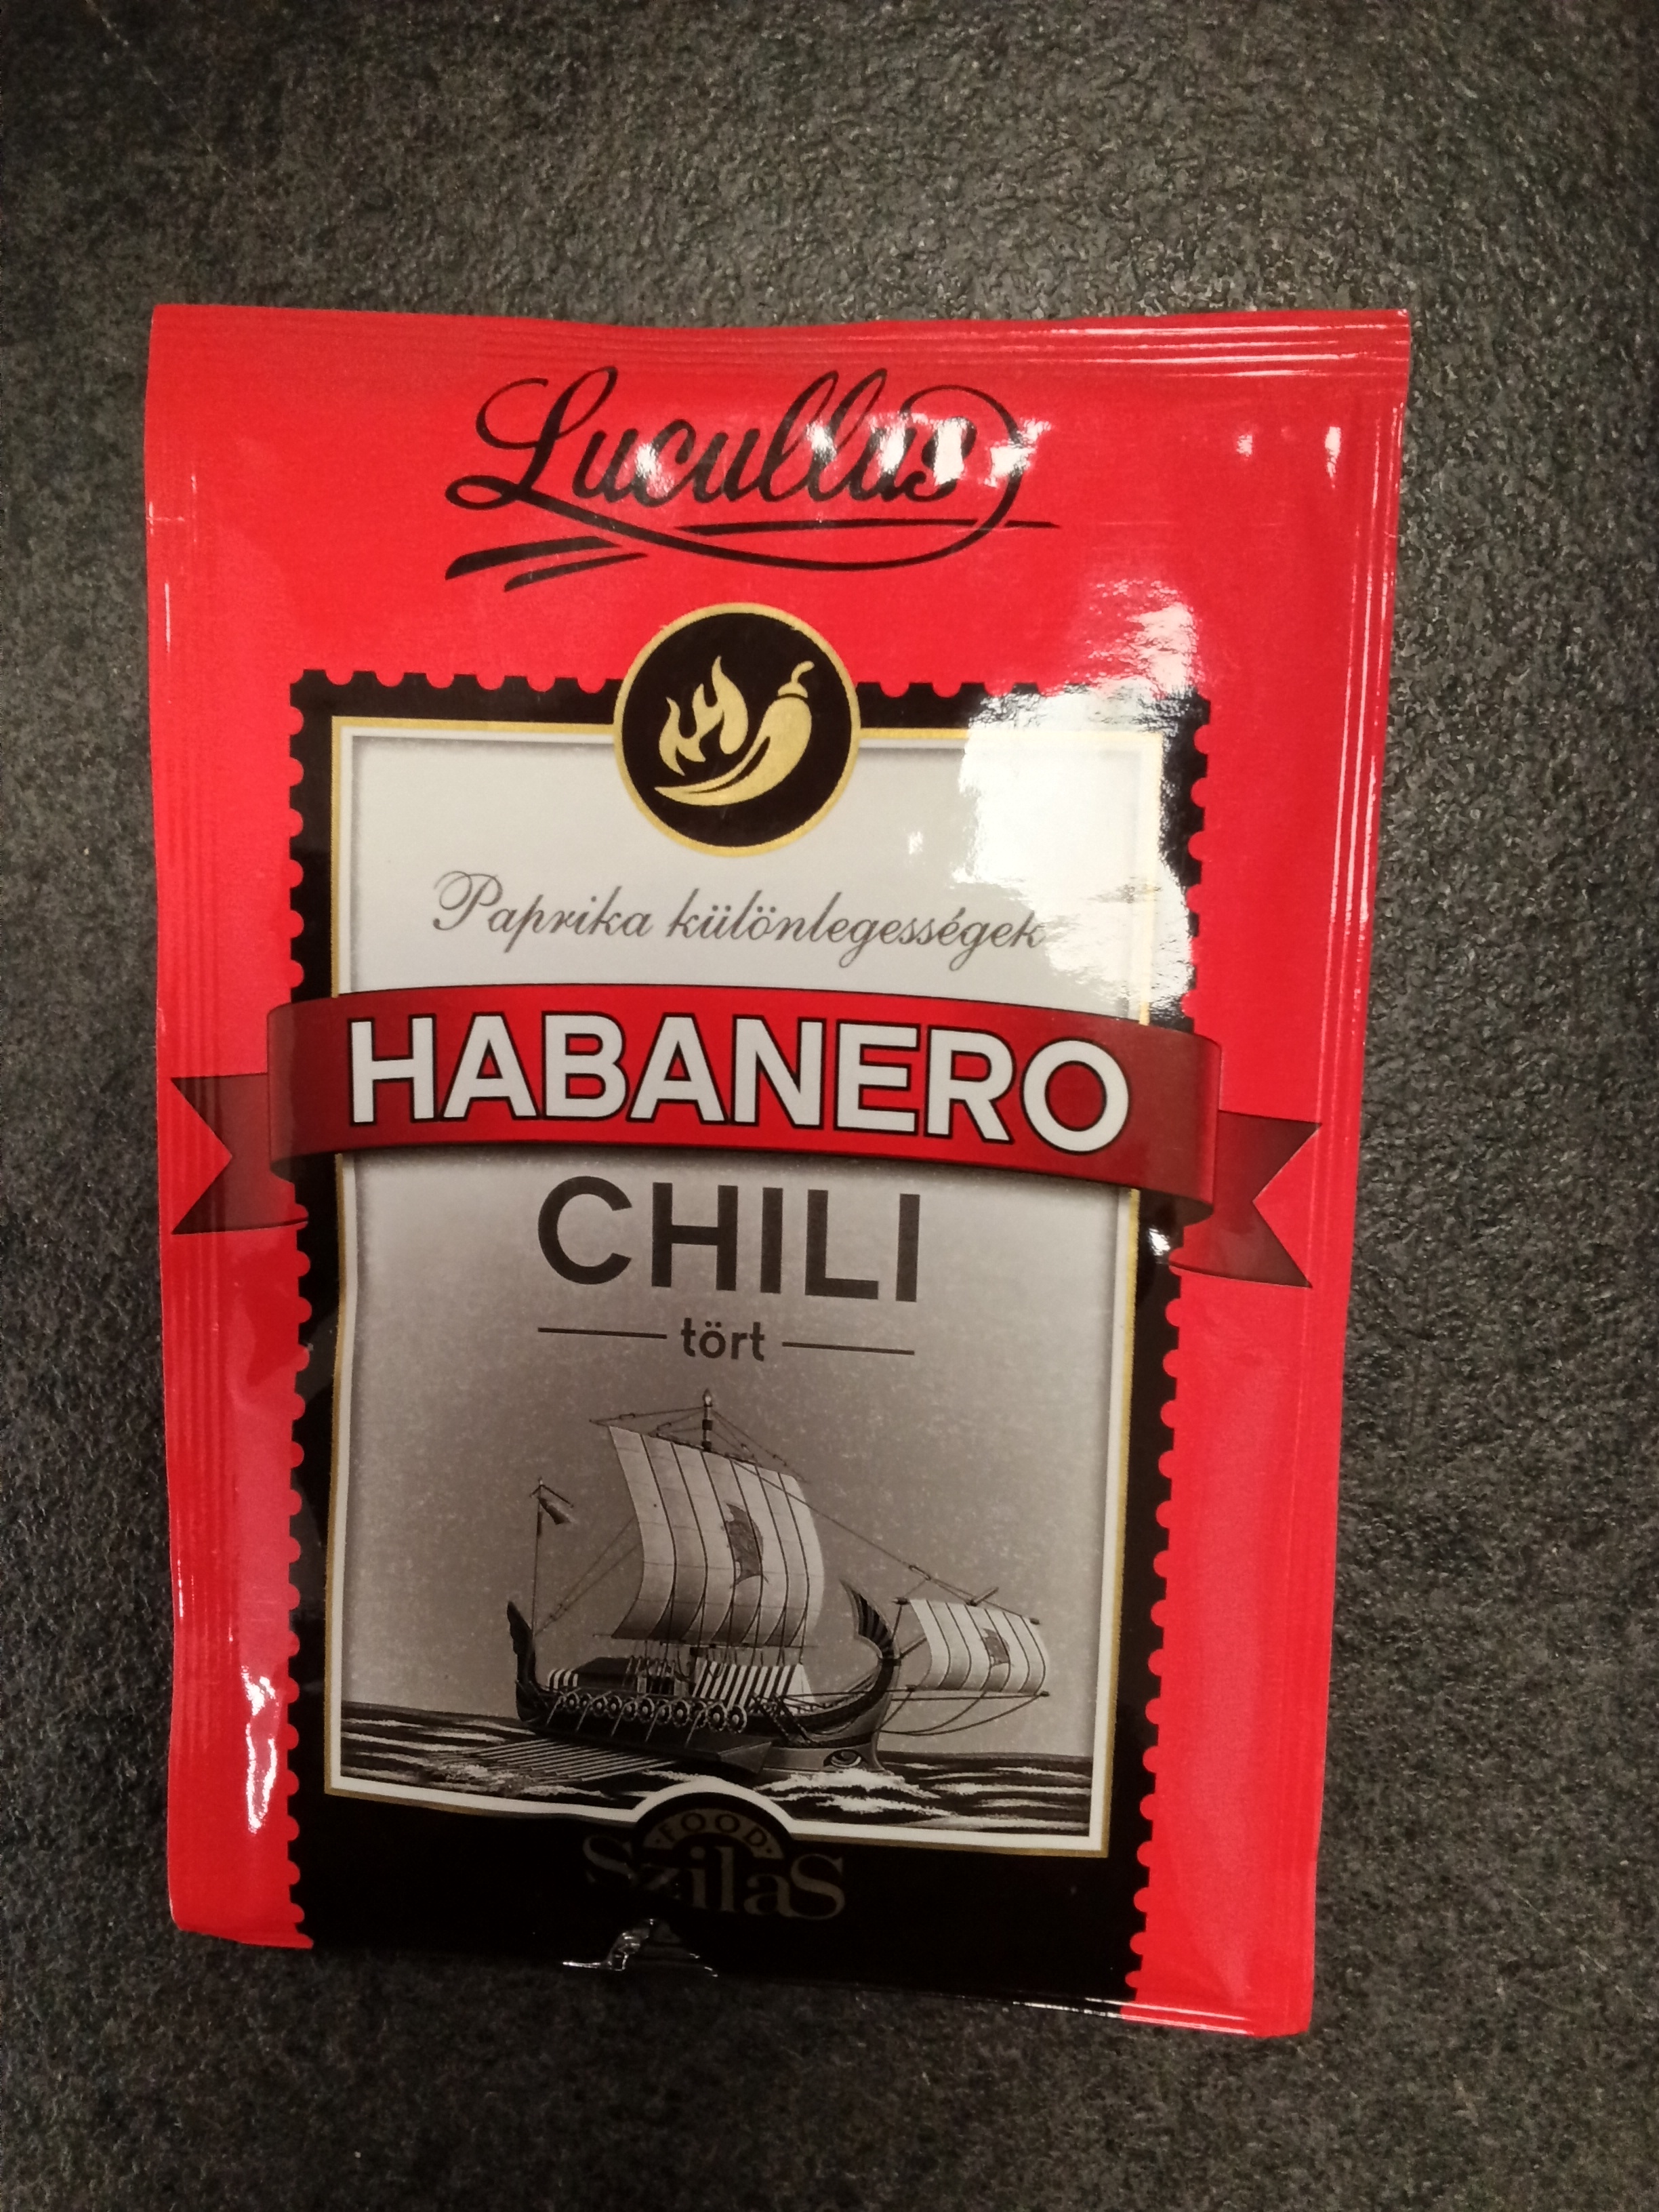 Lucullus
Paprika különlegességek
HABANERO
CHILI
tört
FOOD
SzilaS